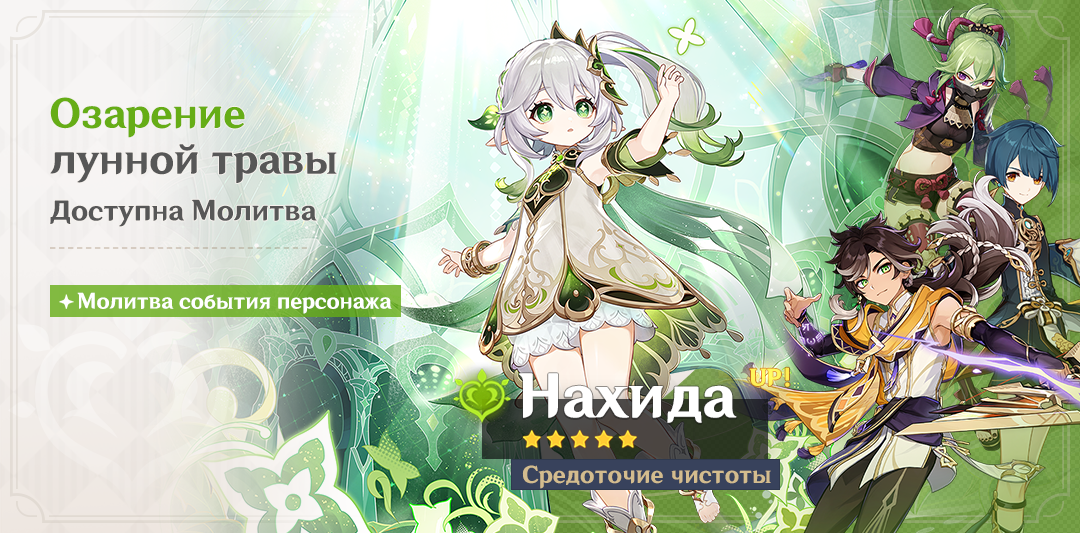 Озарение
лунной травы
Доступна Молитва
Молитва события персонажа
Нахида
UP!
Средоточие чистоты